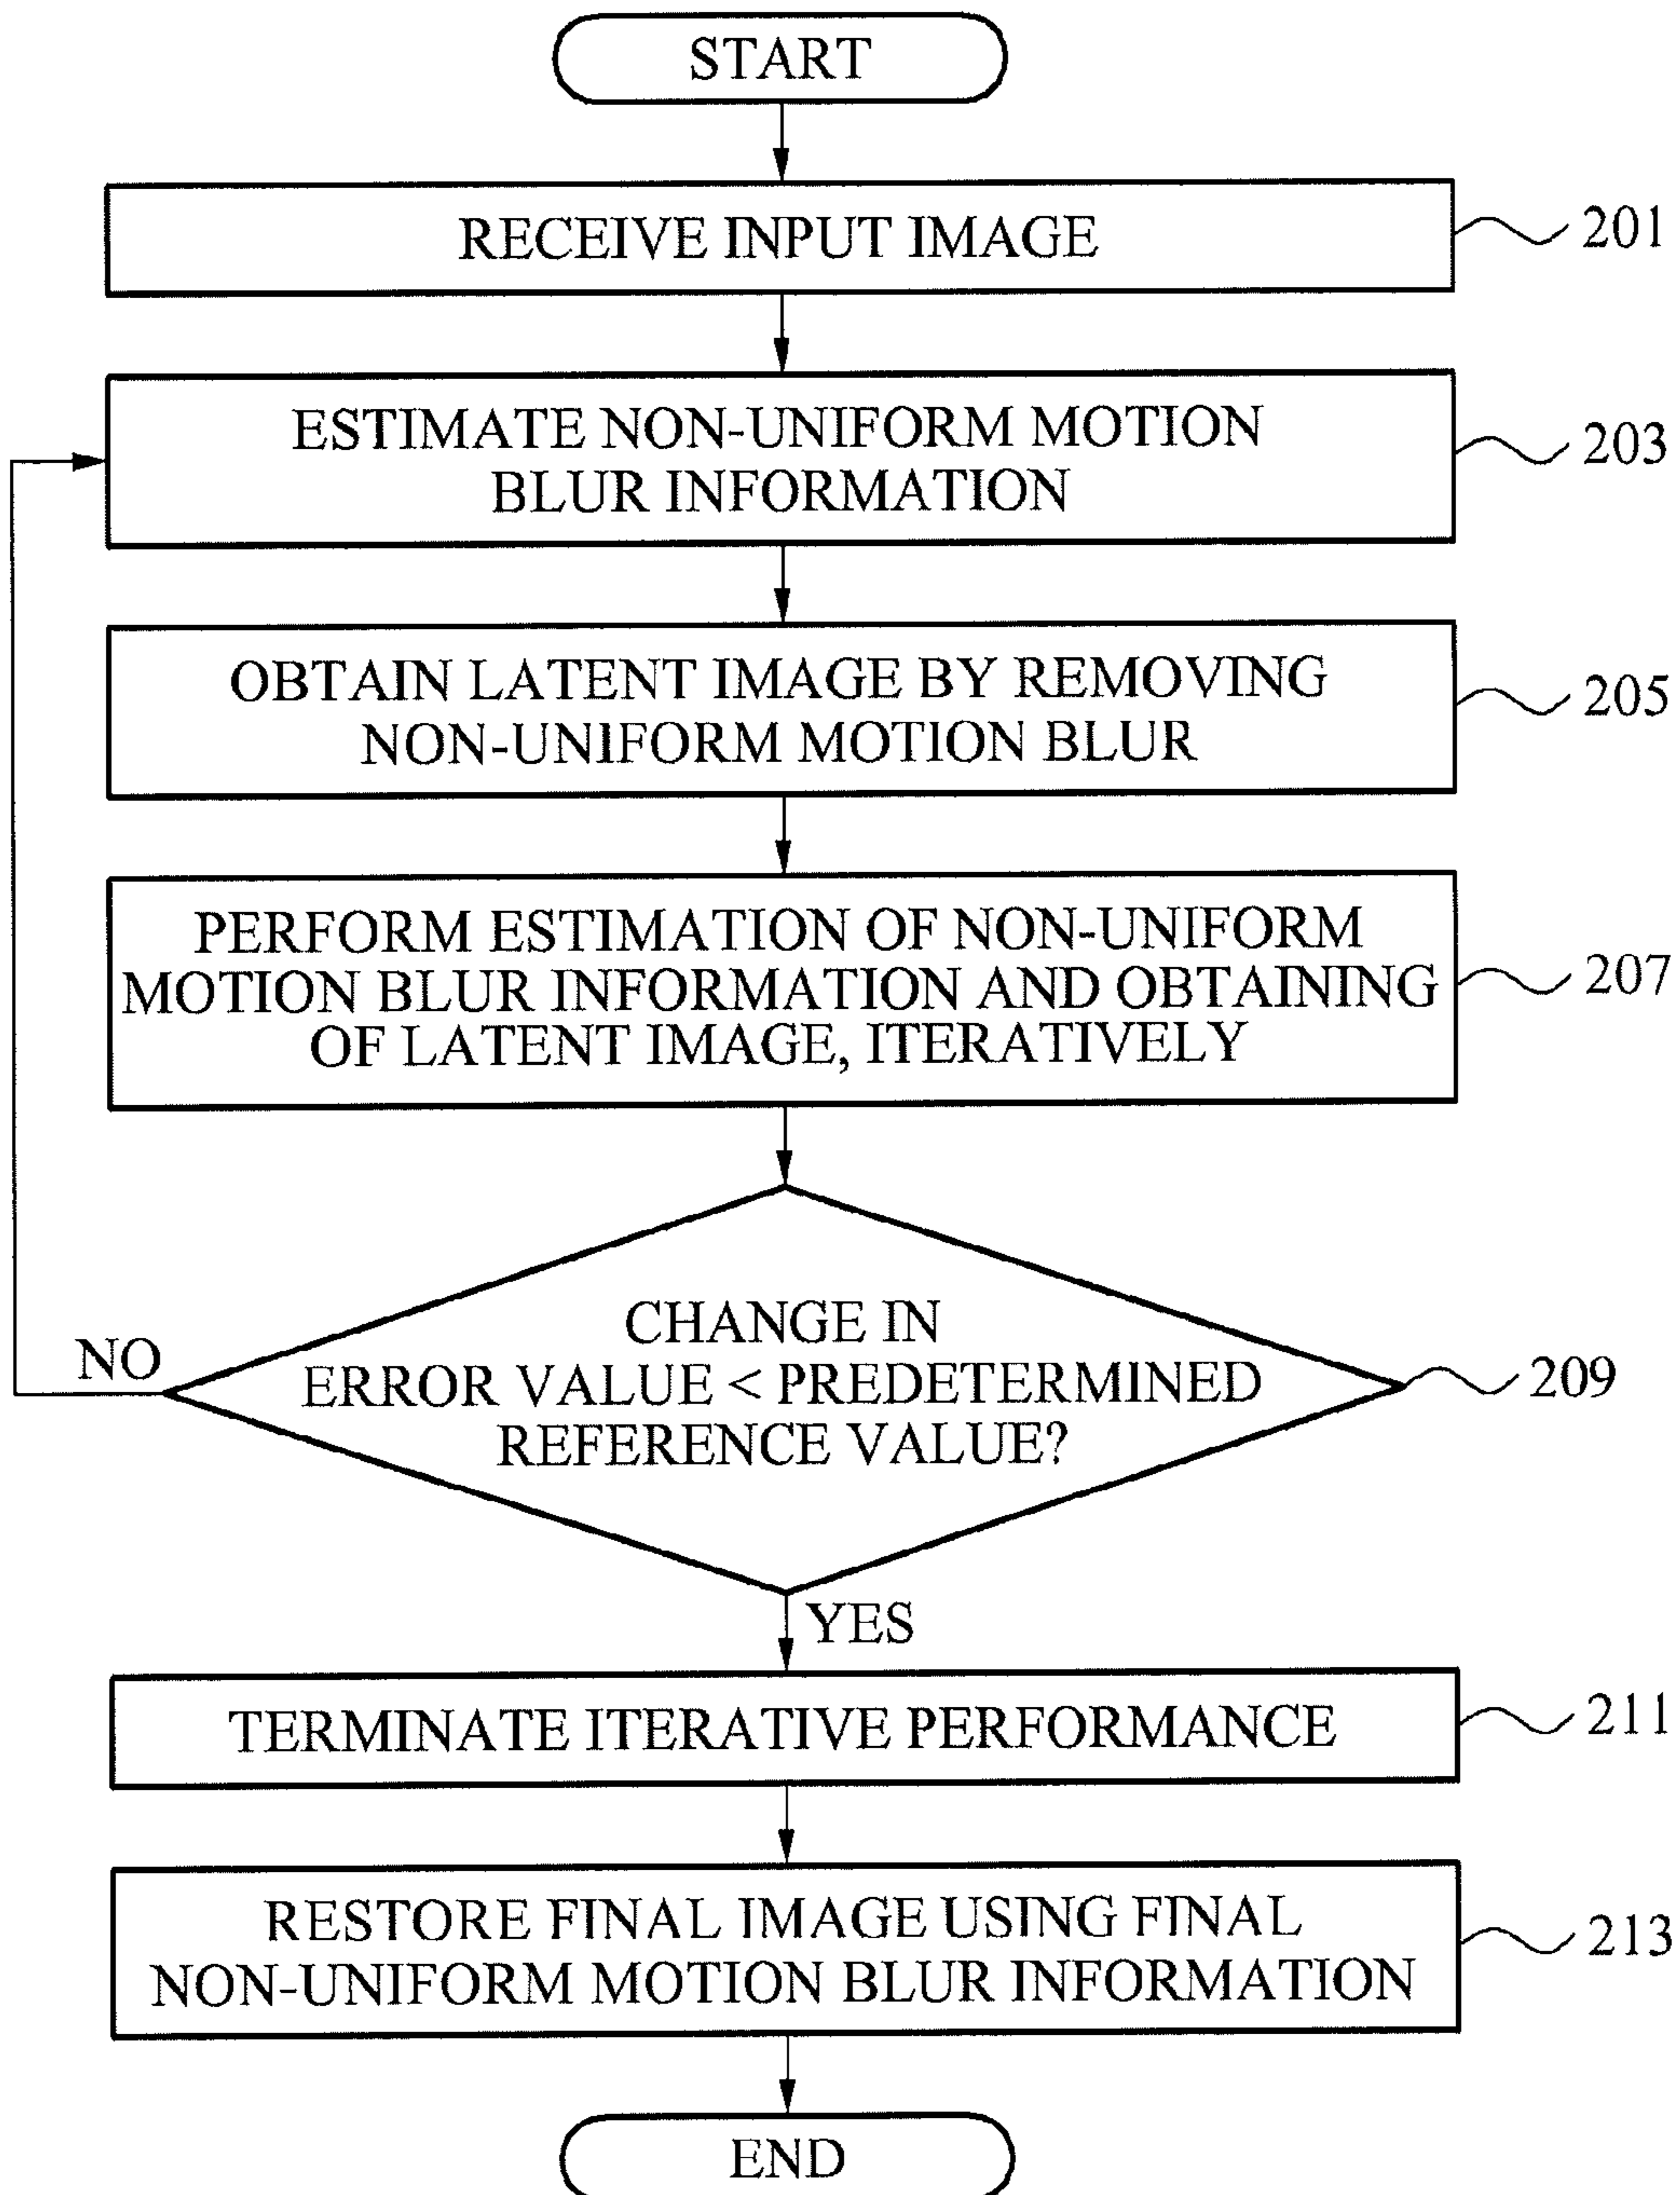 START
RECEIVE INPUT IMAGE
201
ESTIMATE NON-UNIFORM MOTION
BLUR INFORMATION
203
OBTAIN LATENT IMAGE BY REMOVING
NON-UNIFORM MOTION BLUR
205
PERFORM ESTIMATION OF NON-UNIFORM
MOTION BLUR INFORMATION AND OBTAINING
OF LATENT IMAGE, ITERATIVELY
207
CHANGE IN
ERROR VALUE < PREDETERMINED
REFERENCE VALUE?
209
NO
YES
TERMINATE ITERATIVE PERFORMANCE
211
RESTORE FINAL IMAGE USING FINAL
NON-UNIFORM MOTION BLUR INFORMATION
213
END